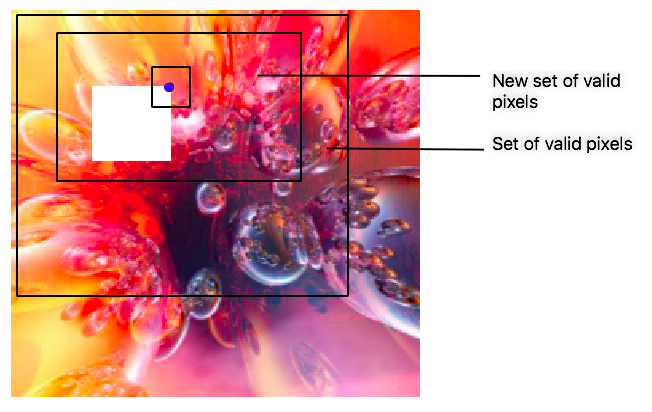 New set of valid
pixels
Set of valid pixels